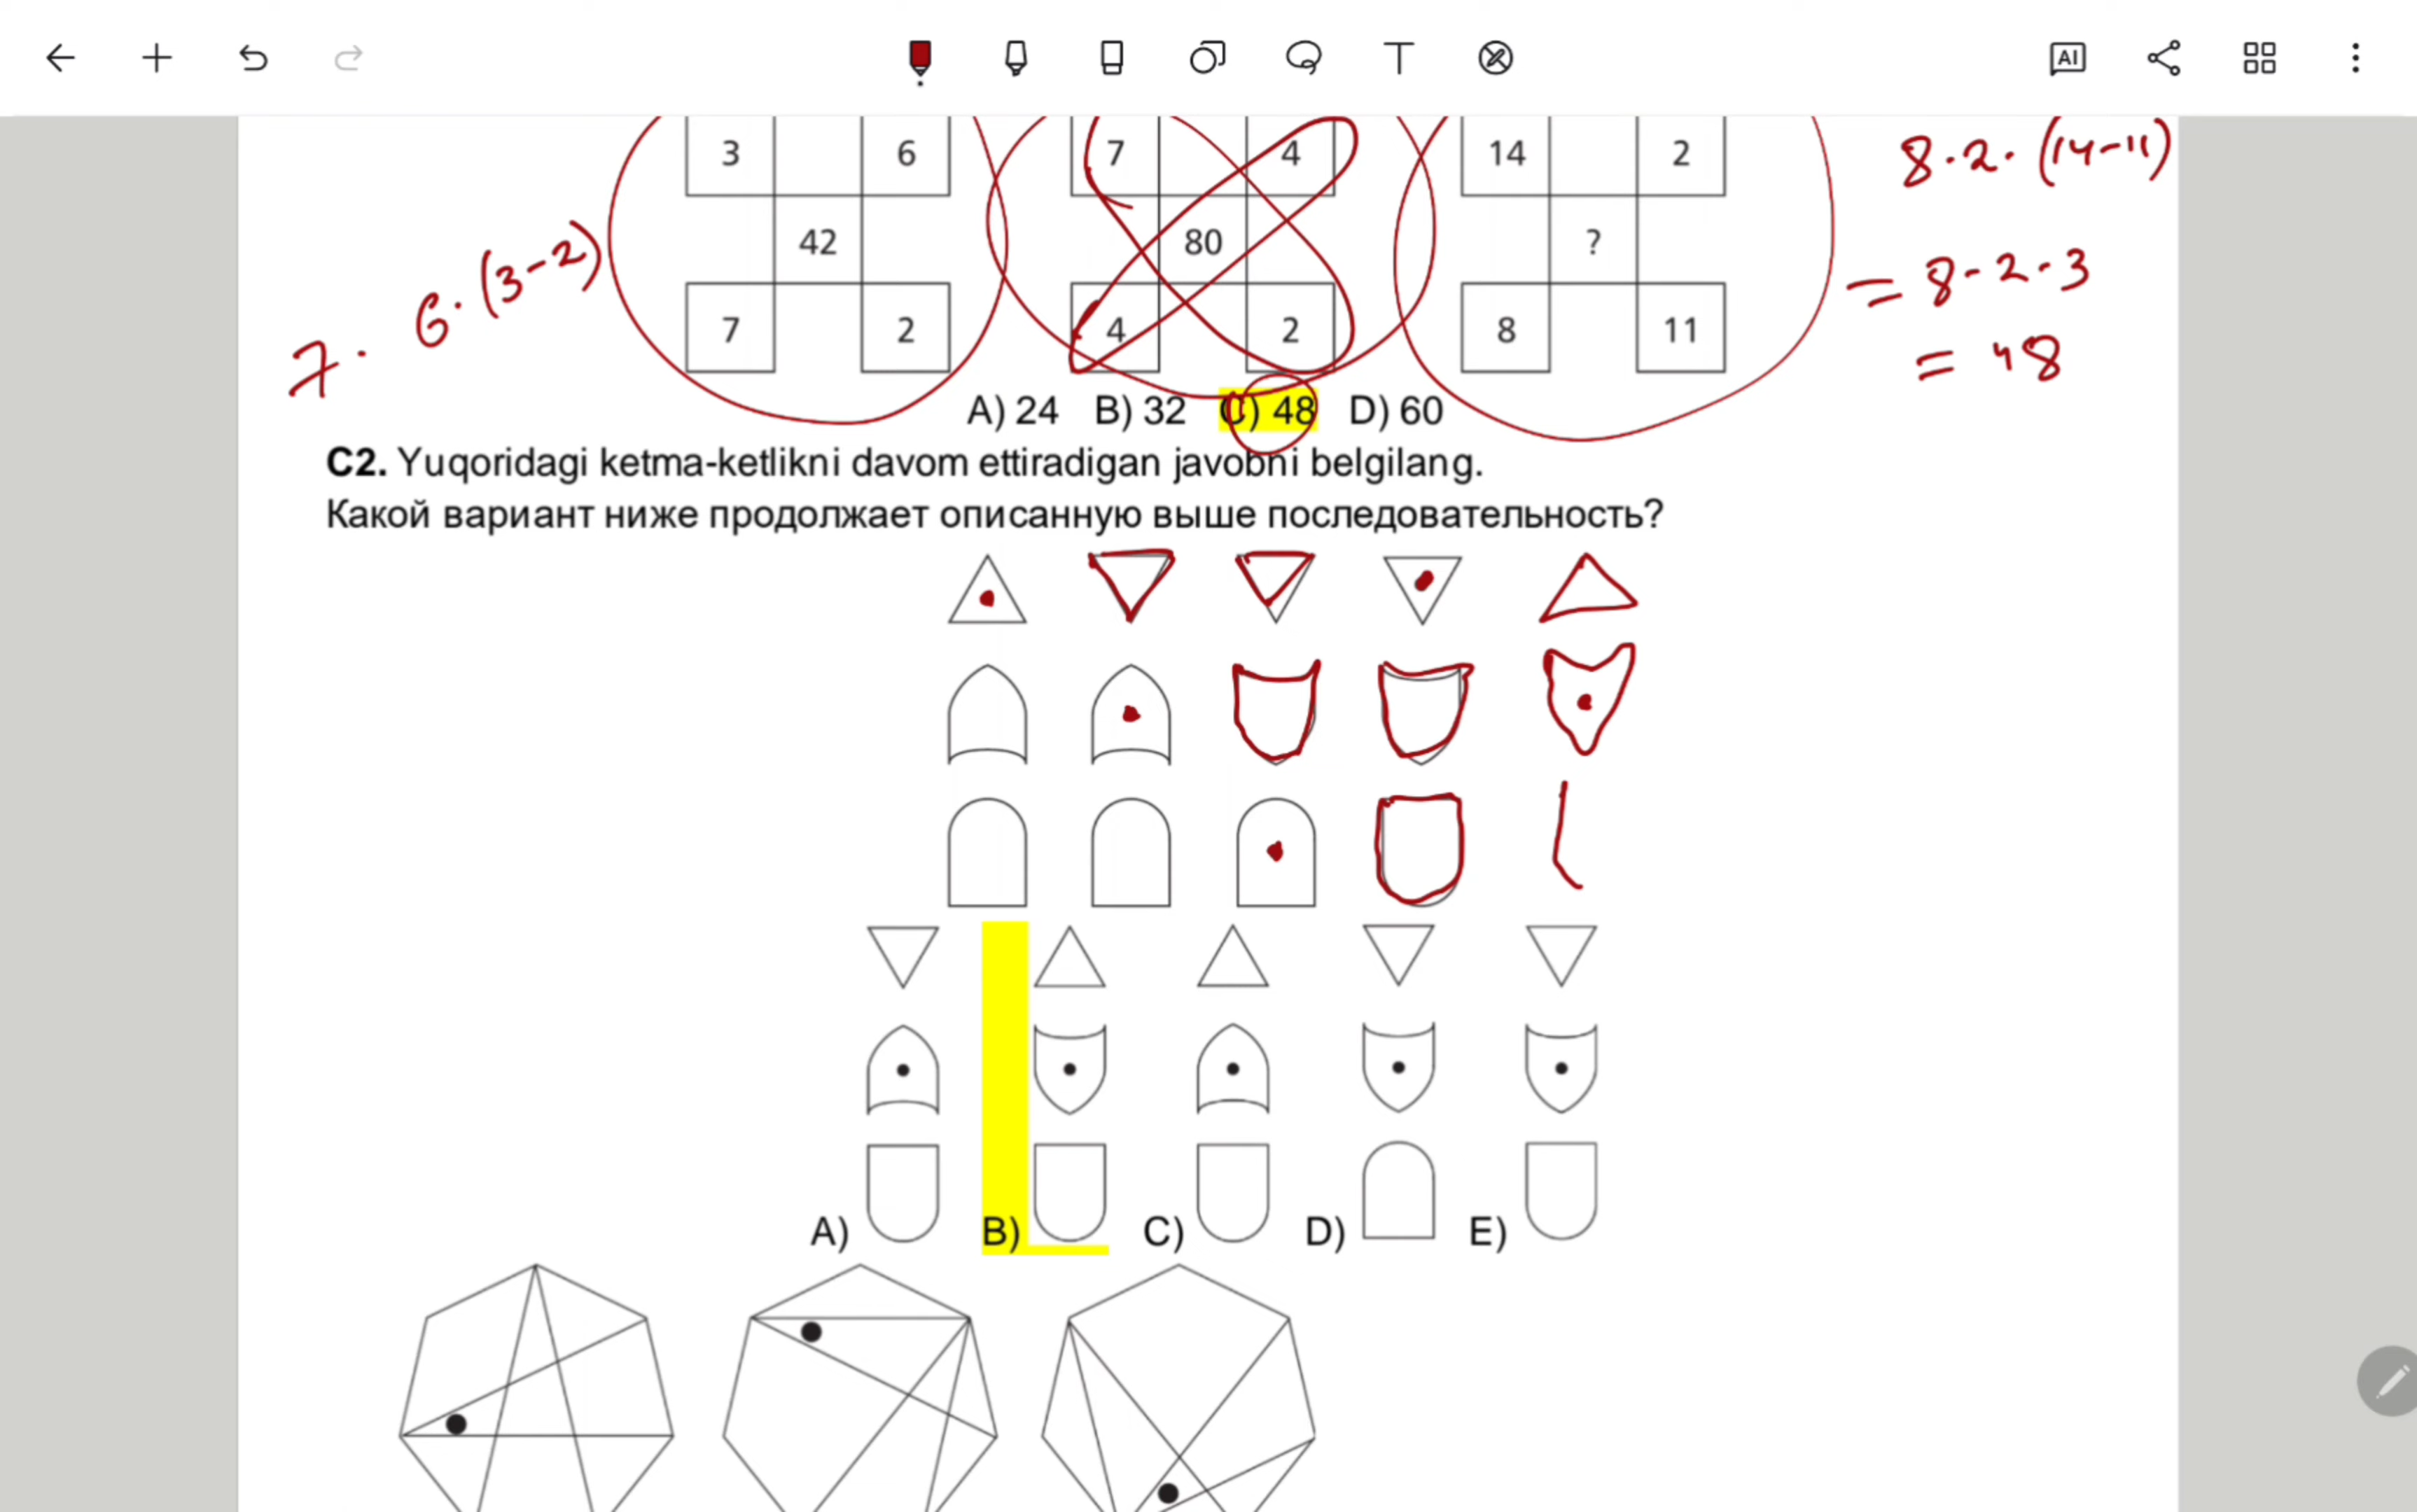 AI
3 6 7 4 14 2
8·2·(14-11)
42 80 ?
7· 6·(3-2)
= 8·2·3
7 2 4 2 8 11
= 48
A) 24 B) 32 C) 48 D) 60
C2. Yuqoridagi ketma-ketlikni davom ettiradigan javobni belgilang.
Какой вариант ниже продолжает описанную выше последовательность?
A) B) C) D) E)